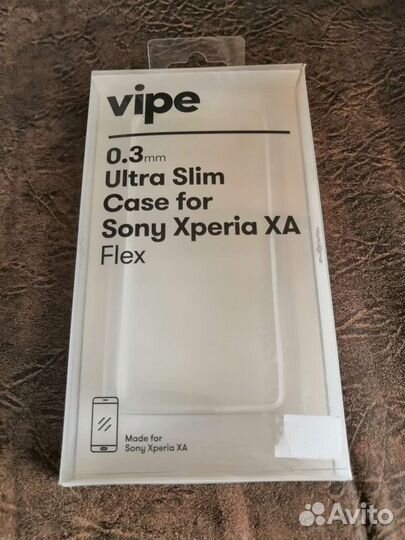 vipe
0.3mm
Ultra Slim
Case for
Sony Xperia XA
Flex
Made for
Sony Xperia XA
Avito